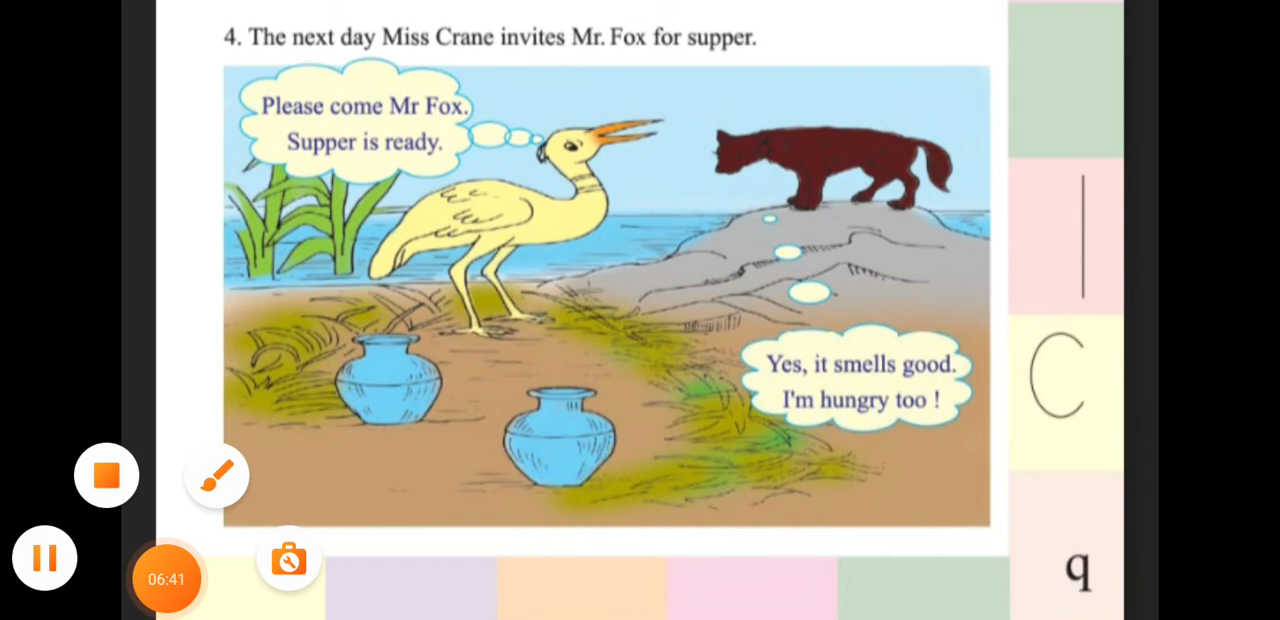 4. The next day Miss Crane invites Mr. Fox for supper.
Please come Mr Fox.
Supper is ready.
Yes, it smells good.
I'm hungry too !
C
q
06:41